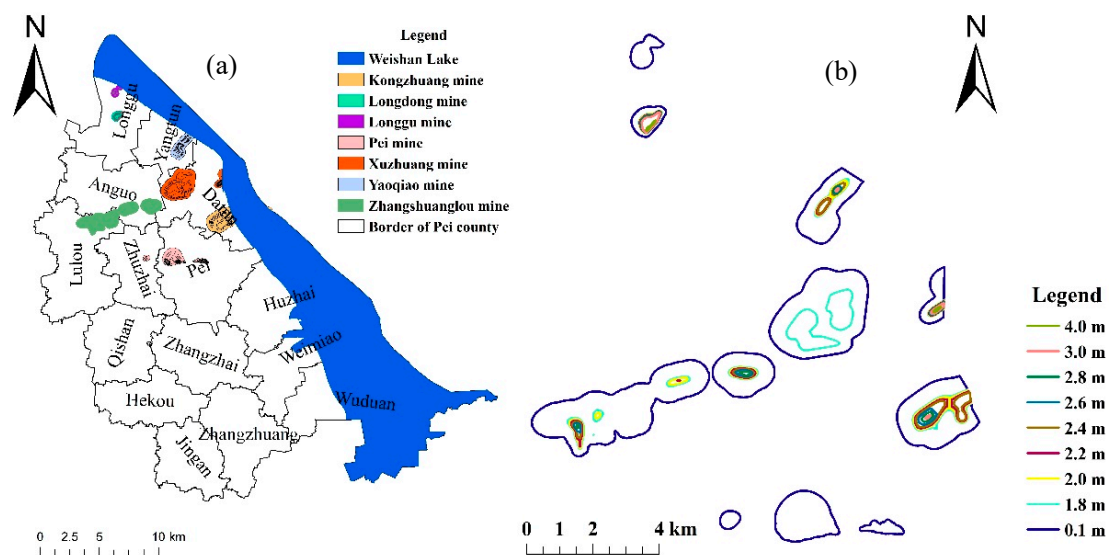 N
(a)
Legend
Weishan Lake
Kongzhuang mine
Longdong mine
Longgu mine
Pei mine
Xuzhuang mine
Yaoqiao mine
Zhangshuanglou mine
Border of Pei county
Longgu
Yangtun
Anguo
Datun
Lulou
Zhuzhai
Pei
Huzhai
Qishan
Zhangzhai
Weimiao
Hekou
Wuduan
Zhangzhuang
Jingan
0 2.5 5 10 km
(b)
N
Legend
4.0 m
3.0 m
2.8 m
2.6 m
2.4 m
2.2 m
2.0 m
1.8 m
0.1 m
0 1 2 4 km